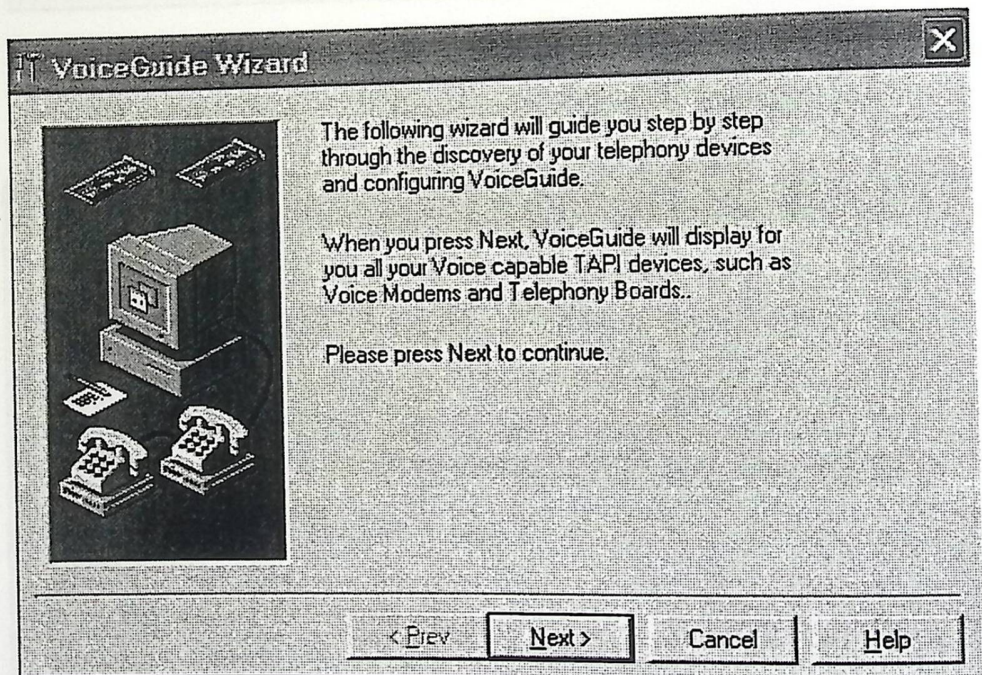 VoiceGuide Wizard
The following wizard will guide you step by step
through the discovery of your telephony devices
and configuring VoiceGuide.
When you press Next, VoiceGuide will display for
you all your Voice capable TAPI devices, such as
Voice Modems and Telephony Boards..
Please press Next to continue.
< Prev Next > Cancel Help